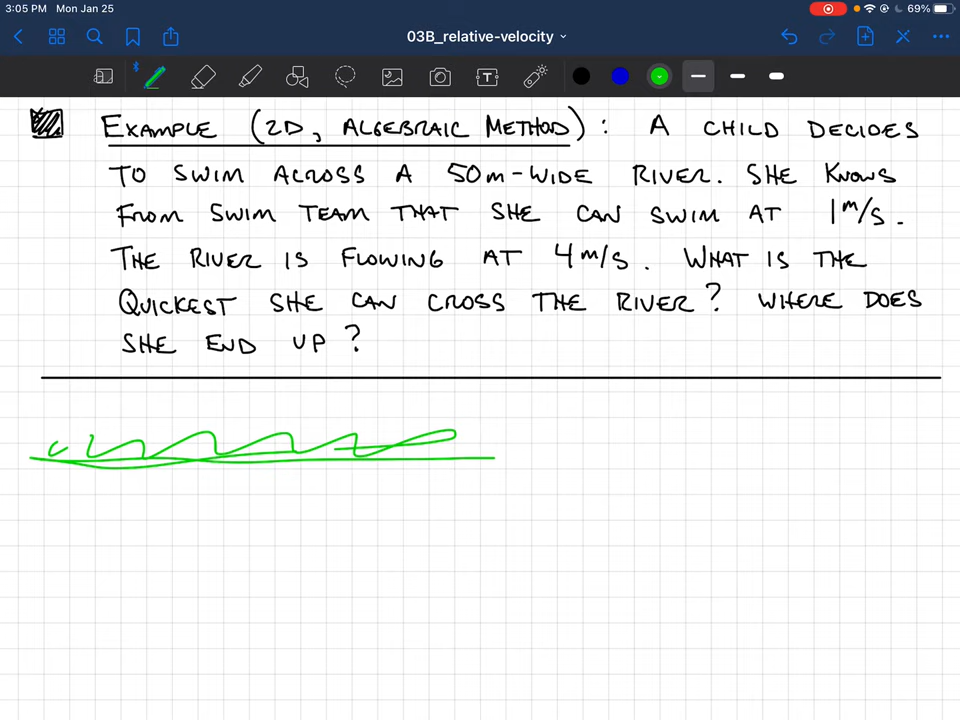 3:05 PM Mon Jan 25
69%
03B_relative-velocity
T
EXAMPLE (2D, ALGEBRAIC METHOD): A CHILD DECIDES
TO SWIM ACROSS A 50m-WIDE RIVER. SHE KNOWS
FROM SWIM TEAM THAT SHE CAN SWIM AT 1 m/s.
THE RIVER IS FLOWING AT 4 m/s. WHAT IS THE
QUICKEST SHE CAN CROSS THE RIVER? WHERE DOES
SHE END UP?